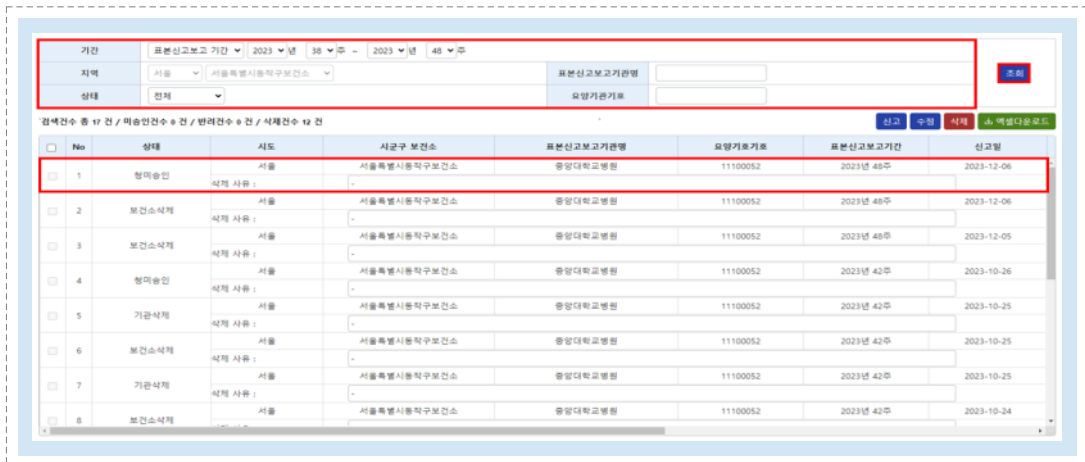 기간 표본신고보고 기간 2023 년 38 주 ~ 2023 년 48 주
지역 서울 서울특별시동작구보건소 표본신고보고기관명 조회
상태 전체 요양기관기호
검색건수 총 17 건 / 미승인건수 0 건 / 반려건수 0 건 / 삭제건수 12 건 신고 수정 삭제 엑셀다운로드
No 상태 시도 시군구 보건소 표본신고보고기관명 요양기호기호 표본신고보고기간 신고일
1 청미승인 서울 서울특별시동작구보건소 중앙대학교병원 11100052 2023년 48주 2023-12-06
삭제 사유 : -
2 보건소삭제 서울 서울특별시동작구보건소 중앙대학교병원 11100052 2023년 48주 2023-12-06
삭제 사유 : -
3 보건소삭제 서울 서울특별시동작구보건소 중앙대학교병원 11100052 2023년 48주 2023-12-05
삭제 사유 : -
4 청미승인 서울 서울특별시동작구보건소 중앙대학교병원 11100052 2023년 42주 2023-10-26
삭제 사유 : -
5 기관삭제 서울 서울특별시동작구보건소 중앙대학교병원 11100052 2023년 42주 2023-10-25
삭제 사유 : -
6 보건소삭제 서울 서울특별시동작구보건소 중앙대학교병원 11100052 2023년 42주 2023-10-25
삭제 사유 : -
7 기관삭제 서울 서울특별시동작구보건소 중앙대학교병원 11100052 2023년 42주 2023-10-25
삭제 사유 : -
8 보건소삭제 서울 서울특별시동작구보건소 중앙대학교병원 11100052 2023년 42주 2023-10-24